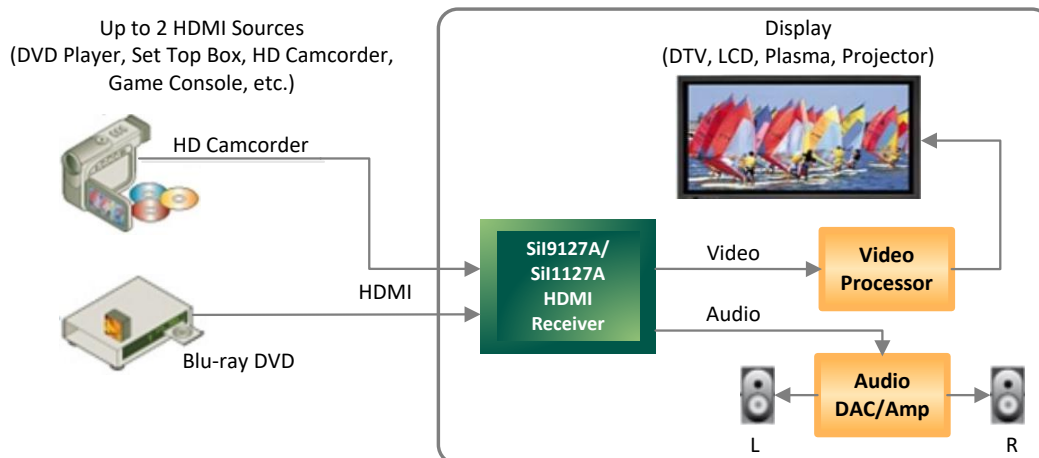 Up to 2 HDMI Sources
(DVD Player, Set Top Box, HD Camcorder,
Game Console, etc.)
HD Camcorder
HDMI
Blu-ray DVD
Display
(DTV, LCD, Plasma, Projector)
SiI9127A/
SiI1127A
HDMI
Receiver
Video
Video
Processor
Audio
Audio
DAC/Amp
L
R